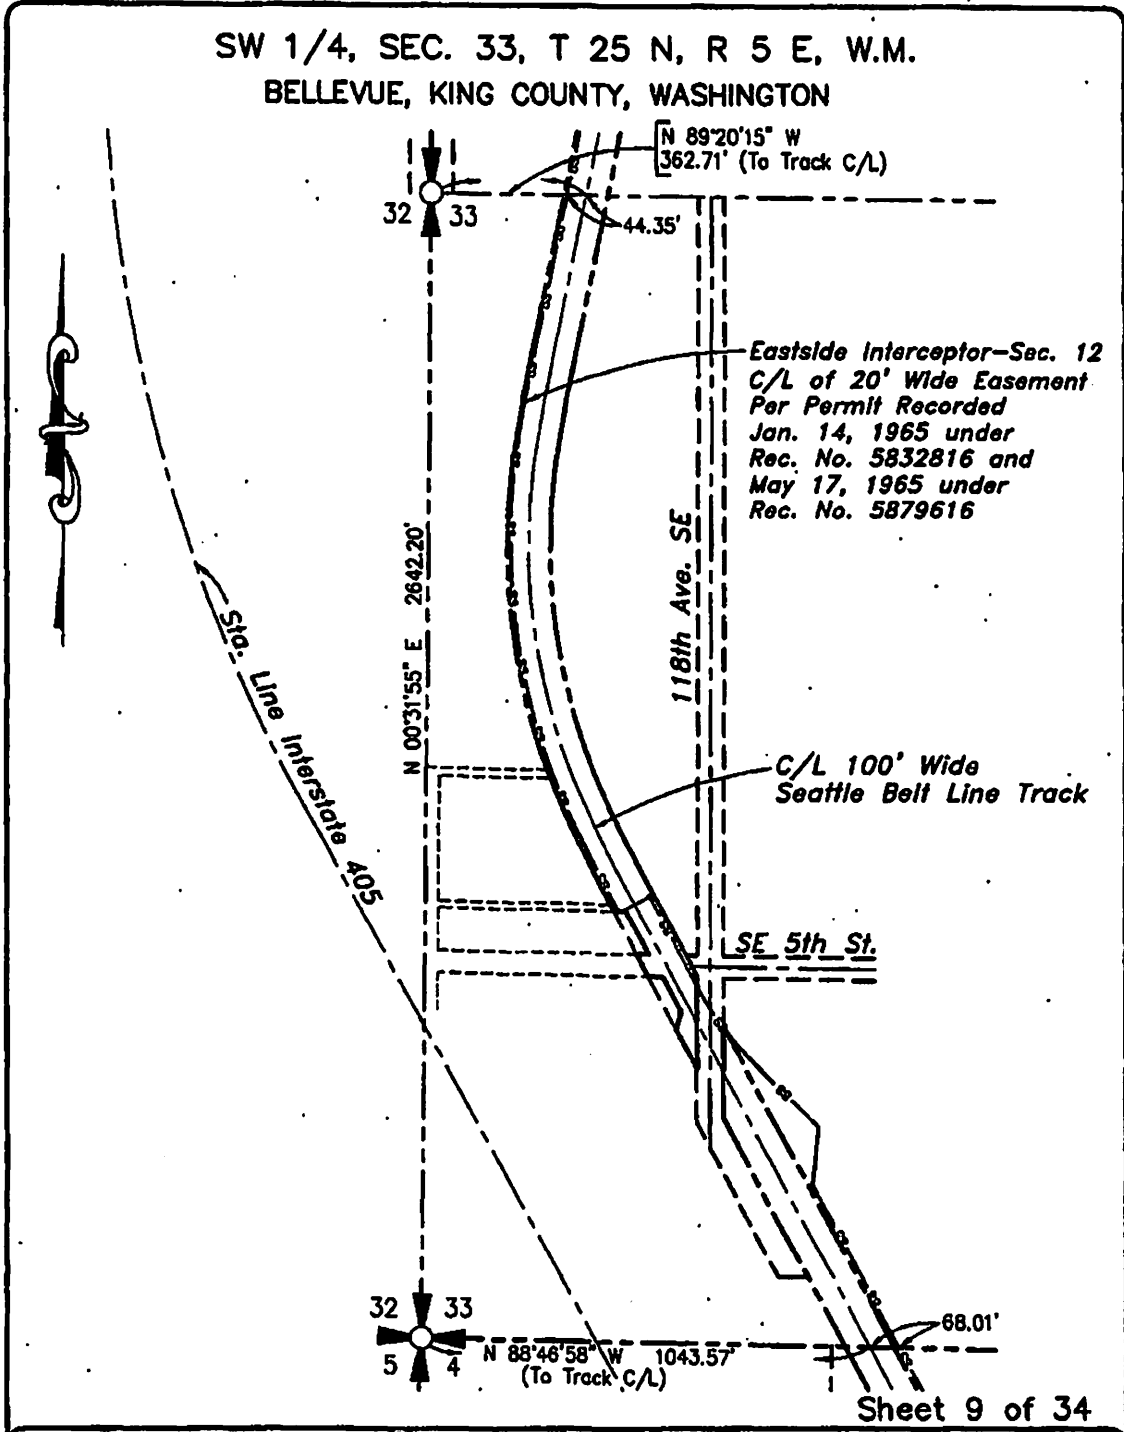 SW 1/4, SEC. 33, T 25 N, R 5 E, W.M.
BELLEVUE, KING COUNTY, WASHINGTON
N 89°20'15" W
362.71' (To Track C/L)
32 33
44.35'
Eastside Interceptor-Sec. 12
C/L of 20' Wide Easement
Per Permit Recorded
Jan. 14, 1965 under
Rec. No. 5832816 and
May 17, 1965 under
Rec. No. 5879616
N 00°31'55" E 2642.20'
118th Ave. SE
Sta. Line Interstate 405
C/L 100' Wide
Seattle Belt Line Track
SE 5th St.
32 33
68.01'
5 4
N 88°46'58" W 1043.57'
(To Track C/L)
Sheet 9 of 34